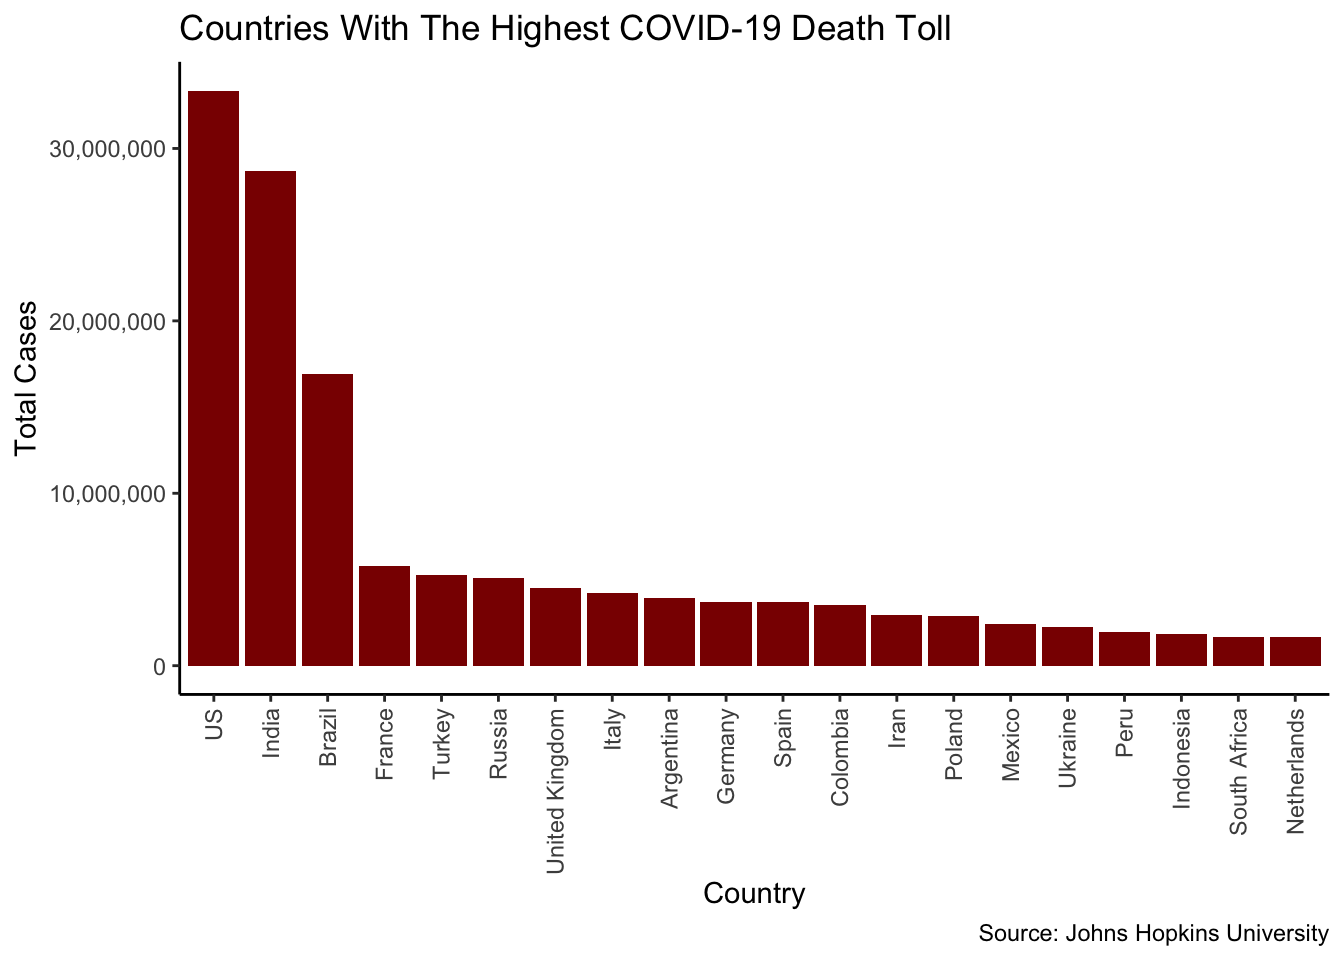 Countries With The Highest COVID-19 Death Toll
Total Cases
30,000,000
20,000,000
10,000,000
0
US
India
Brazil
France
Turkey
Russia
United Kingdom
Italy
Argentina
Germany
Spain
Colombia
Iran
Poland
Mexico
Ukraine
Peru
Indonesia
South Africa
Netherlands
Country
Source: Johns Hopkins University